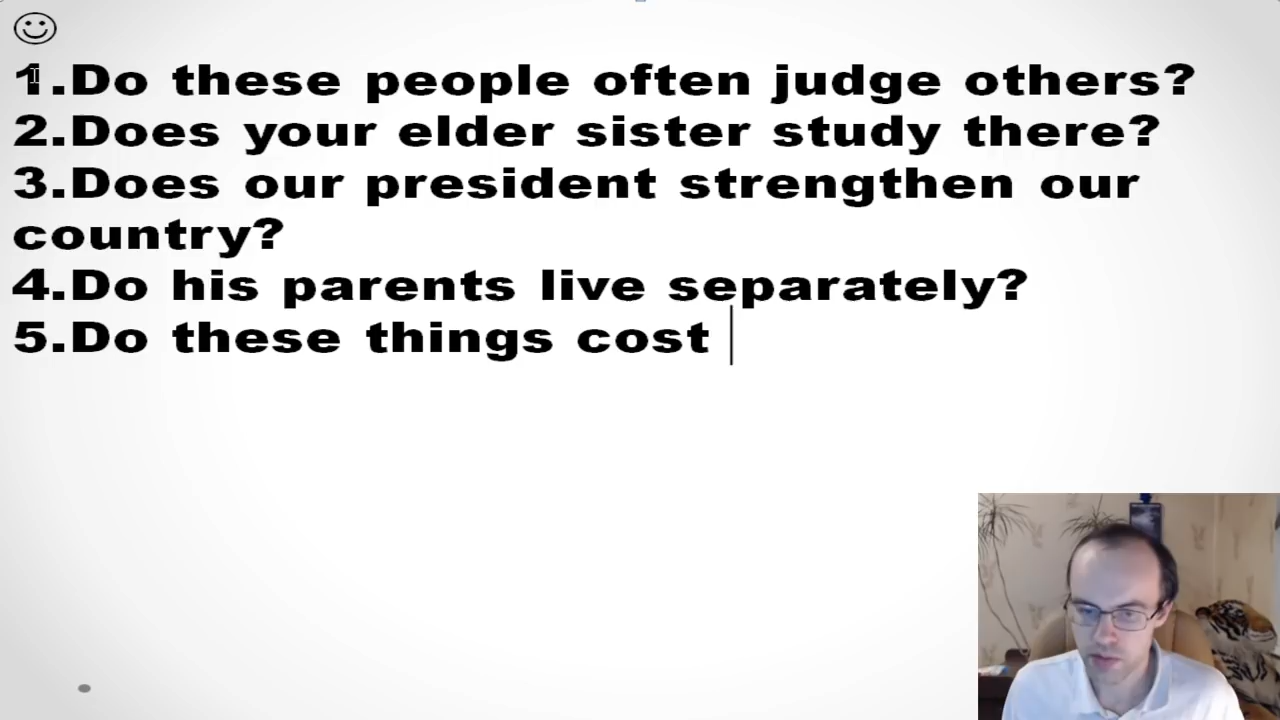 1.Do these people often judge others?
2.Does your elder sister study there?
3.Does our president strengthen our
country?
4.Do his parents live separately?
5.Do these things cost